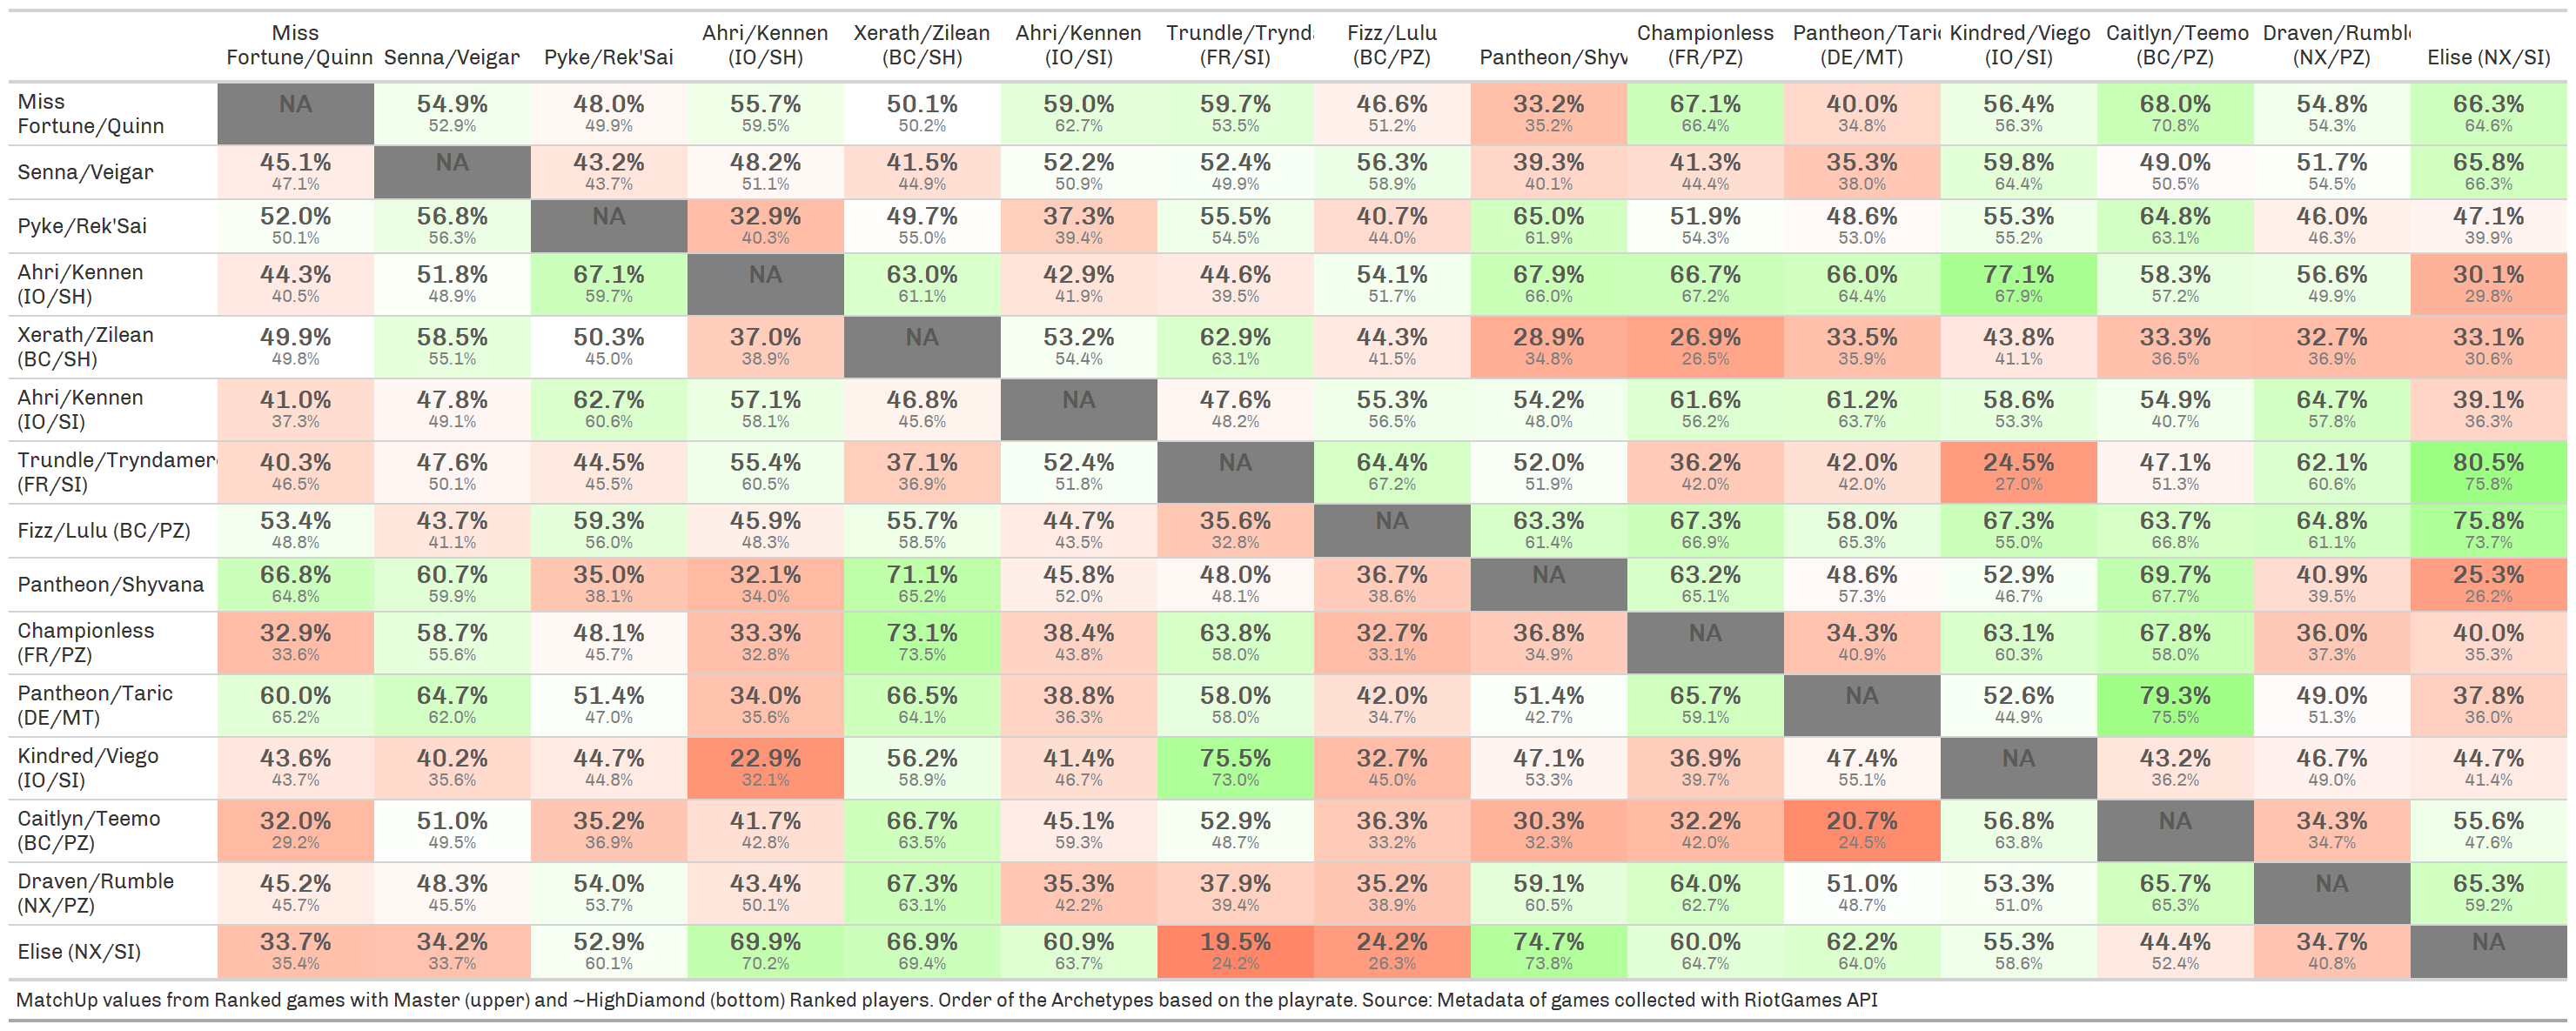 Miss Ahri/Kennen Xerath/Zilean Ahri/Kennen Trundle/Trynd Fizz/Lulu Championless Pantheon/Taric Kindred/Viego Caitlyn/Teemo Draven/Rumble
Fortune/Quinn Senna/Veigar Pyke/Rek'Sai (IO/SH) (BC/SH) (IO/SI) (FR/SI) (BC/PZ) Pantheon/Shyv (FR/PZ) (DE/MT) (IO/SI) (BC/PZ) (NX/PZ) Elise (NX/SI)
Miss NA 54.9% 48.0% 55.7% 50.1% 59.0% 59.7% 46.6% 33.2% 67.1% 40.0% 56.4% 68.0% 54.8% 66.3%
Fortune/Quinn 52.9% 49.9% 59.5% 50.2% 62.7% 53.5% 51.2% 35.2% 66.4% 34.8% 56.3% 70.8% 54.3% 64.6%
Senna/Veigar 45.1% NA 43.2% 48.2% 41.5% 52.2% 52.4% 56.3% 39.3% 41.3% 35.3% 59.8% 49.0% 51.7% 65.8%
47.1% 43.7% 51.1% 44.9% 50.9% 49.9% 58.9% 40.1% 44.4% 38.0% 64.4% 50.5% 54.5% 66.3%
Pyke/Rek'Sai 52.0% 56.8% NA 32.9% 49.7% 37.3% 55.5% 40.7% 65.0% 51.9% 48.6% 55.3% 64.8% 46.0% 47.1%
50.1% 56.3% 40.3% 55.0% 39.4% 54.5% 44.0% 61.9% 54.3% 53.0% 55.2% 63.1% 46.3% 39.9%
Ahri/Kennen 44.3% 51.8% 67.1% NA 63.0% 42.9% 44.6% 54.1% 67.9% 66.7% 66.0% 77.1% 58.3% 56.6% 30.1%
(IO/SH) 40.5% 48.9% 59.7% 61.1% 41.9% 39.5% 51.7% 66.0% 67.2% 64.4% 67.9% 57.2% 49.9% 29.8%
Xerath/Zilean 49.9% 58.5% 50.3% 37.0% NA 53.2% 62.9% 44.3% 28.9% 26.9% 33.5% 43.8% 33.3% 32.7% 33.1%
(BC/SH) 49.8% 55.1% 45.0% 38.9% 54.4% 63.1% 41.5% 34.8% 26.5% 35.9% 41.1% 36.5% 36.9% 30.6%
Ahri/Kennen 41.0% 47.8% 62.7% 57.1% 46.8% NA 47.6% 55.3% 54.2% 61.6% 61.2% 58.6% 54.9% 64.7% 39.1%
(IO/SI) 37.3% 49.1% 60.6% 58.1% 45.6% 48.2% 56.5% 48.0% 56.2% 63.7% 53.3% 40.7% 57.8% 36.3%
Trundle/Tryndamer 40.3% 47.6% 44.5% 55.4% 37.1% 52.4% NA 64.4% 52.0% 36.2% 42.0% 24.5% 47.1% 62.1% 80.5%
(FR/SI) 46.5% 50.1% 45.5% 60.5% 36.9% 51.8% 67.2% 51.9% 42.0% 42.0% 27.0% 51.3% 60.6% 75.8%
Fizz/Lulu (BC/PZ) 53.4% 43.7% 59.3% 45.9% 55.7% 44.7% 35.6% NA 63.3% 67.3% 58.0% 67.3% 63.7% 64.8% 75.8%
48.8% 41.1% 56.0% 48.3% 58.5% 43.5% 32.8% 61.4% 66.9% 65.3% 55.0% 66.8% 61.1% 73.7%
Pantheon/Shyvana 66.8% 60.7% 35.0% 32.1% 71.1% 45.8% 48.0% 36.7% NA 63.2% 48.6% 52.9% 69.7% 40.9% 25.3%
64.8% 59.9% 38.1% 34.0% 65.2% 52.0% 48.1% 38.6% 65.1% 57.3% 46.7% 67.7% 39.5% 26.2%
Championless 32.9% 58.7% 48.1% 33.3% 73.1% 38.4% 63.8% 32.7% 36.8% NA 34.3% 63.1% 67.8% 36.0% 40.0%
(FR/PZ) 33.6% 55.6% 45.7% 32.8% 73.5% 43.8% 58.0% 33.1% 34.9% 40.9% 60.3% 58.0% 37.3% 35.3%
Pantheon/Taric 60.0% 64.7% 51.4% 34.0% 66.5% 38.8% 58.0% 42.0% 51.4% 65.7% NA 52.6% 79.3% 49.0% 37.8%
(DE/MT) 65.2% 62.0% 47.0% 35.6% 64.1% 36.3% 58.0% 34.7% 42.7% 59.1% 44.9% 75.5% 51.3% 36.0%
Kindred/Viego 43.6% 40.2% 44.7% 22.9% 56.2% 41.4% 75.5% 32.7% 47.1% 36.9% 47.4% NA 43.2% 46.7% 44.7%
(IO/SI) 43.7% 35.6% 44.8% 32.1% 58.9% 46.7% 73.0% 45.0% 53.3% 39.7% 55.1% 36.2% 49.0% 41.4%
Caitlyn/Teemo 32.0% 51.0% 35.2% 41.7% 66.7% 45.1% 52.9% 36.3% 30.3% 32.2% 20.7% 56.8% NA 34.3% 55.6%
(BC/PZ) 29.2% 49.5% 36.9% 42.8% 63.5% 59.3% 48.7% 33.2% 32.3% 42.0% 24.5% 63.8% 34.7% 47.6%
Draven/Rumble 45.2% 48.3% 54.0% 43.4% 67.3% 35.3% 37.9% 35.2% 59.1% 64.0% 51.0% 53.3% 65.7% NA 65.3%
(NX/PZ) 45.7% 45.5% 53.7% 50.1% 63.1% 42.2% 39.4% 38.9% 60.5% 62.7% 48.7% 51.0% 65.3% 59.2%
Elise (NX/SI) 33.7% 34.2% 52.9% 69.9% 66.9% 60.9% 19.5% 24.2% 74.7% 60.0% 62.2% 55.3% 44.4% 34.7% NA
35.4% 33.7% 60.1% 70.2% 69.4% 63.7% 24.2% 26.3% 73.8% 64.7% 64.0% 58.6% 52.4% 40.8%
MatchUp values from Ranked games with Master (upper) and ~HighDiamond (bottom) Ranked players. Order of the Archetypes based on the playrate. Source: Metadata of games collected with RiotGames API